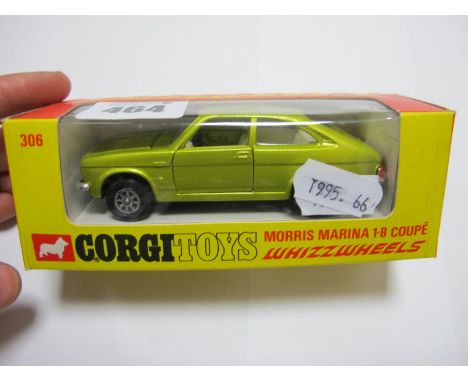 464
306
T995. 66
CORGI TOYS
MORRIS MARINA 1·8 COUPÉ
WHIZZWHEELS